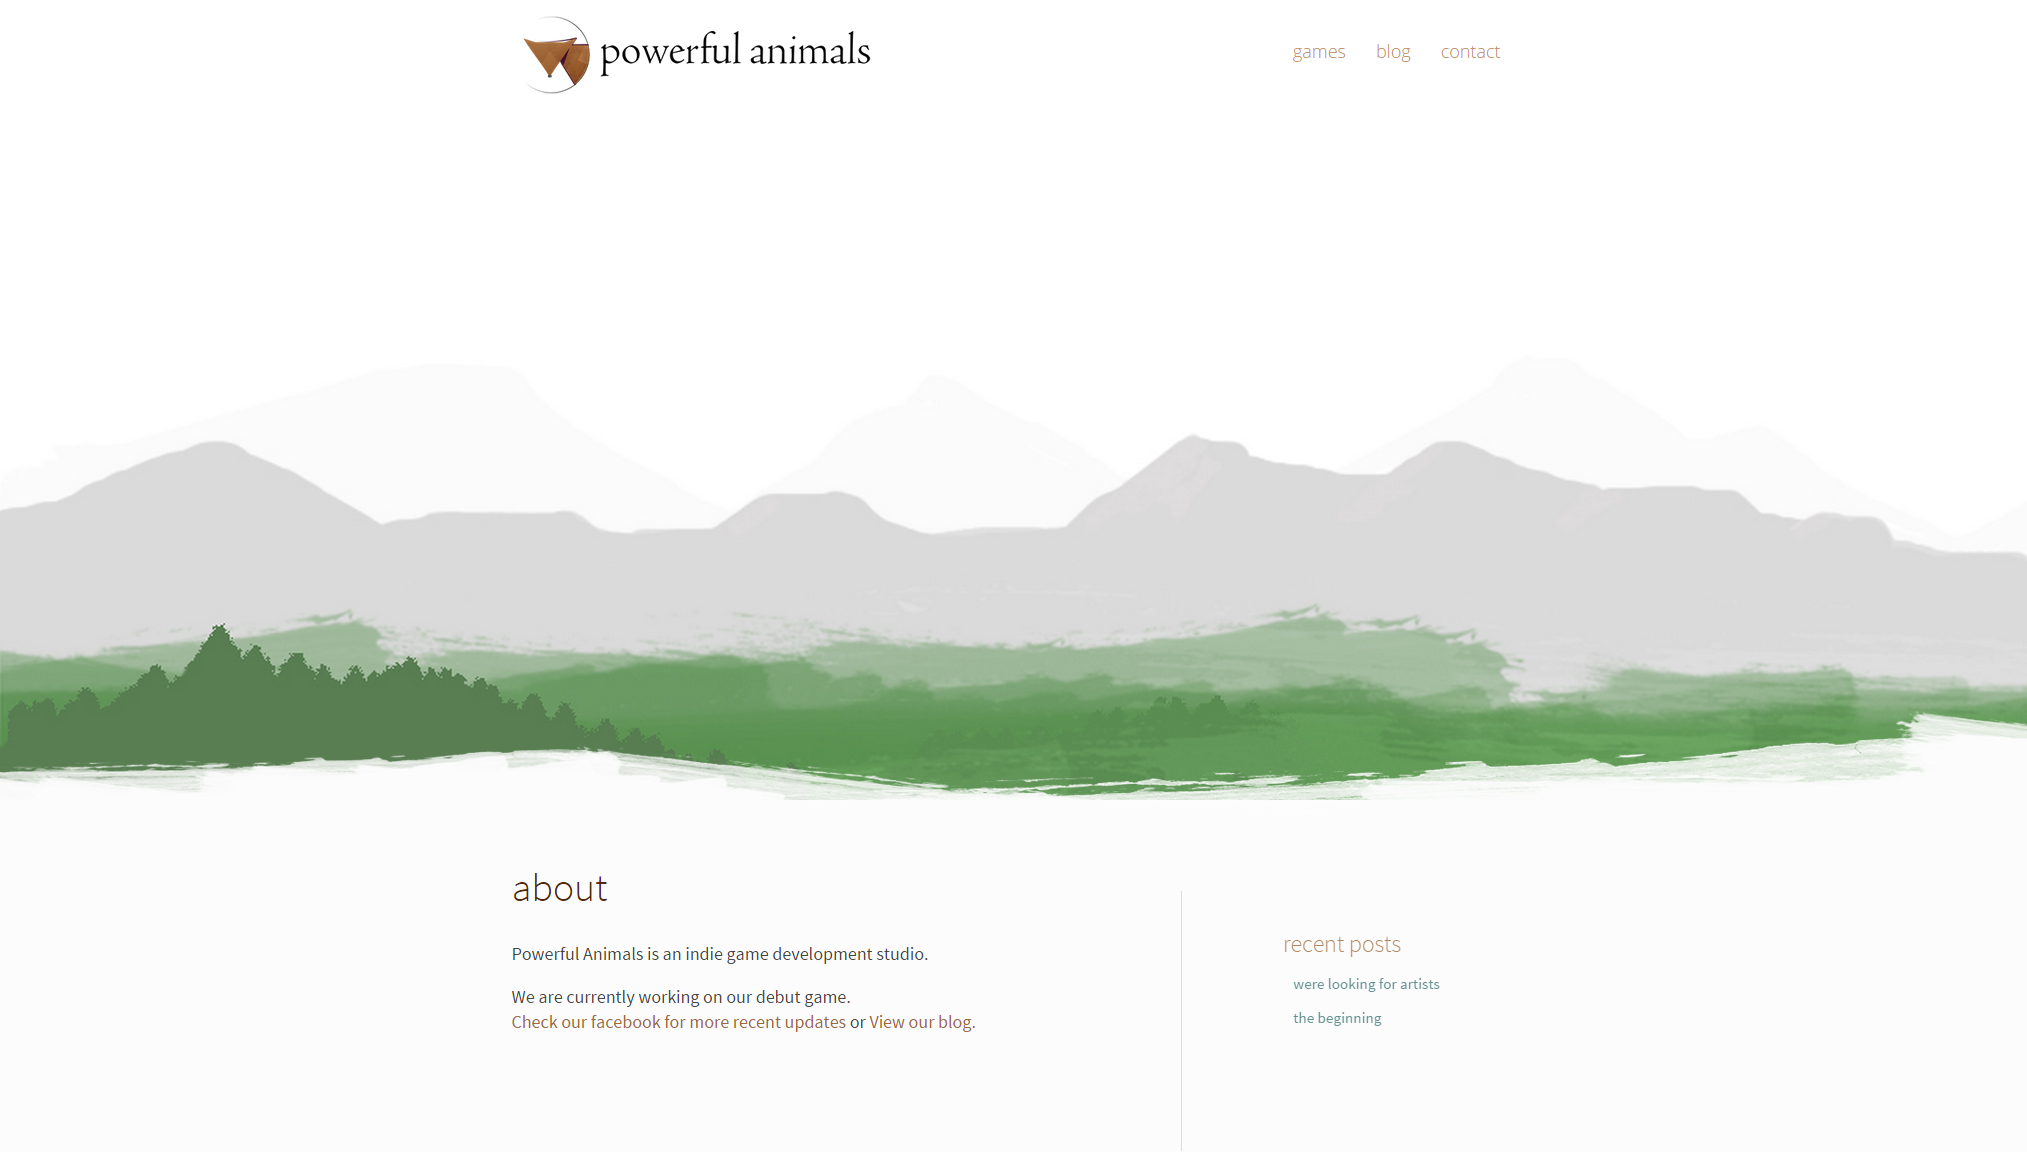 powerful animals
games blog contact
about
Powerful Animals is an indie game development studio.
We are currently working on our debut game.
Check our facebook for more recent updates or View our blog.
recent posts
were looking for artists
the beginning